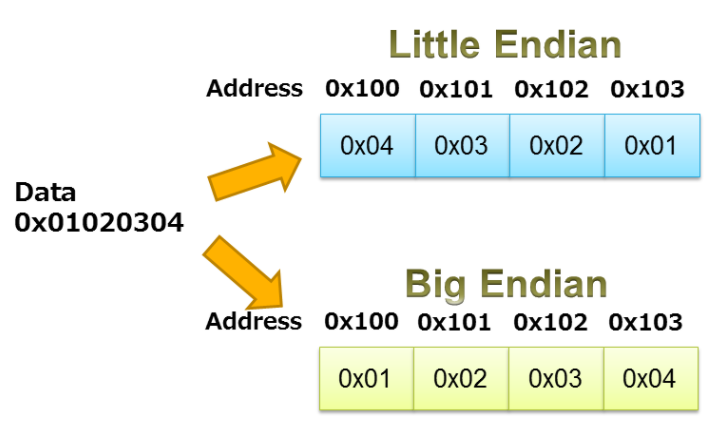 Little Endian
Address 0x100 0x101 0x102 0x103
0x04 0x03 0x02 0x01
Data
0x01020304
Big Endian
Address 0x100 0x101 0x102 0x103
0x01 0x02 0x03 0x04